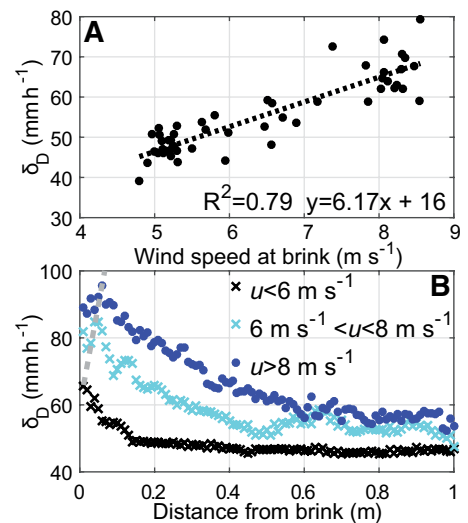 A
80
70
60
50
40
30
δD (mmh-1)
R2=0.79 y=6.17x + 16
4 5 6 7 8 9
Wind speed at brink (m s-1)
B
100
80
60
40
δD (mmh-1)
u<6 m s-1
6 m s-1 <u<8 m s-1
u>8 m s-1
0 0.2 0.4 0.6 0.8 1
Distance from brink (m)